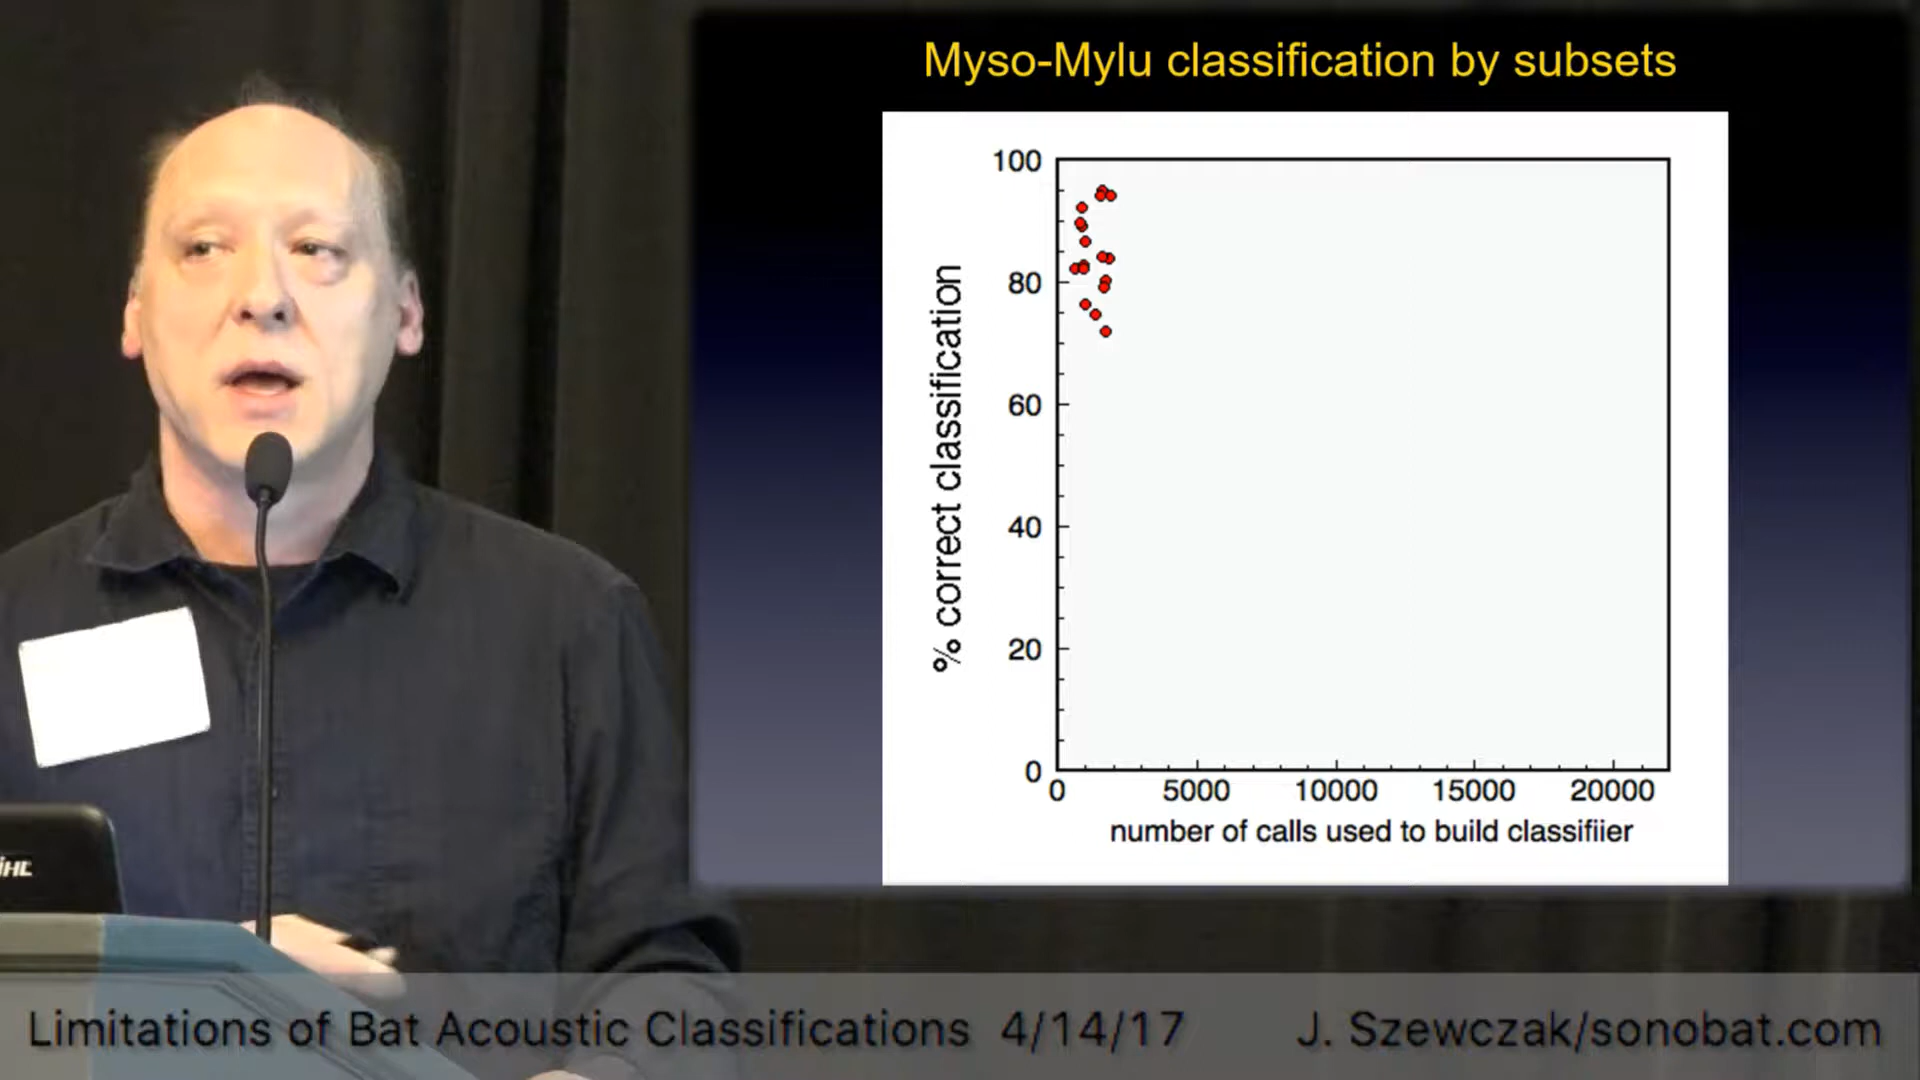 Myso-Mylu classification by subsets
100
80
60
40
20
0
% correct classification
0 5000 10000 15000 20000
number of calls used to build classifiier
Limitations of Bat Acoustic Classifications 4/14/17 J. Szewczak/sonobat.com